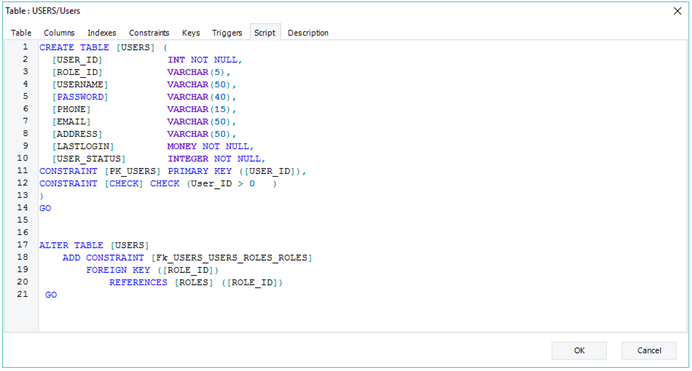 Table : USERS/Users
Table Columns Indexes Constraints Keys Triggers Script Description
1 CREATE TABLE [USERS] (
2 [USER_ID] INT NOT NULL,
3 [ROLE_ID] VARCHAR(5),
4 [USERNAME] VARCHAR(50),
5 [PASSWORD] VARCHAR(40),
6 [PHONE] VARCHAR(15),
7 [EMAIL] VARCHAR(50),
8 [ADDRESS] VARCHAR(50),
9 [LASTLOGIN] MONEY NOT NULL,
10 [USER_STATUS] INTEGER NOT NULL,
11 CONSTRAINT [PK_USERS] PRIMARY KEY ([USER_ID]),
12 CONSTRAINT [CHECK] CHECK (User_ID > 0 )
13 )
14 GO
15
16
17 ALTER TABLE [USERS]
18 ADD CONSTRAINT [Fk_USERS_USERS_ROLES_ROLES]
19 FOREIGN KEY ([ROLE_ID])
20 REFERENCES [ROLES] ([ROLE_ID])
21 GO
OK Cancel